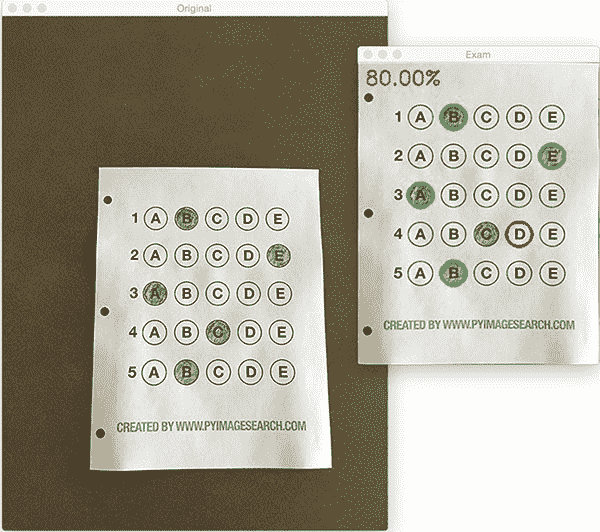 Original
1 A B C D E
2 A B C D E
3 A B C D E
4 A B C D E
5 A B C D E
CREATED BY WWW.PYIMAGESEARCH.COM
Exam
80.00%
1 A B C D E
2 A B C D E
3 A B C D E
4 A B C D E
5 A B C D E
CREATED BY WWW.PYIMAGESEARCH.COM